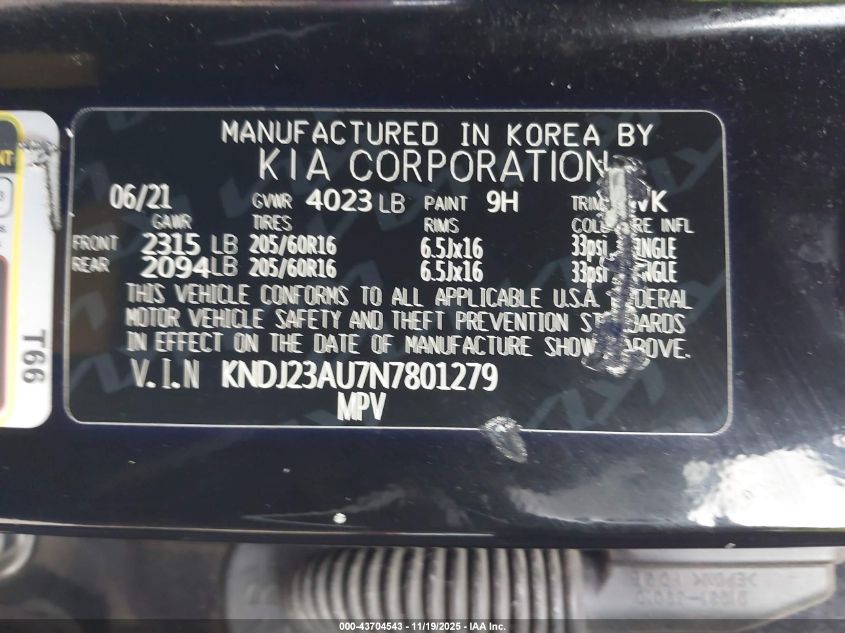 MANUFACTURED IN KOREA BY
KIA CORPORATION
06/21 GVWR 4023 LB PAINT 9H TRIM
GAWR TIRES RIMS INFL
FRONT 2315 LB 205/60R16 6.5Jx16 33psi
REAR 2094 LB 205/60R16 6.5Jx16 33psi
THIS VEHICLE CONFORMS TO ALL APPLICABLE U.S.A.
MOTOR VEHICLE SAFETY AND THEFT PREVENTION
IN EFFECT ON THE DATE OF MANUFACTURE
V.I.N KNDJ23AU7N7801279
MPV
T66
000-43704543 | 11/19/2025 — IAA Inc.